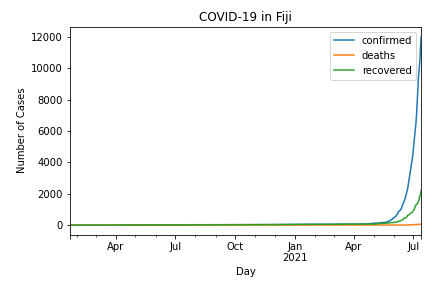 COVID-19 in Fiji
confirmed
deaths
recovered
Number of Cases
12000
10000
8000
6000
4000
2000
0
Apr Jul Oct Jan Apr Jul
2021
Day